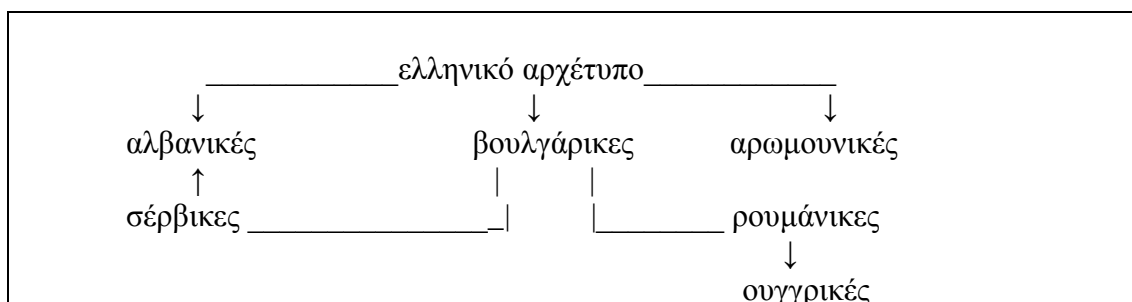 ελληνικό αρχέτυπο
αλβανικές βουλγάρικες αρωμουνικές
σέρβικες ρουμάνικες
ουγγρικές